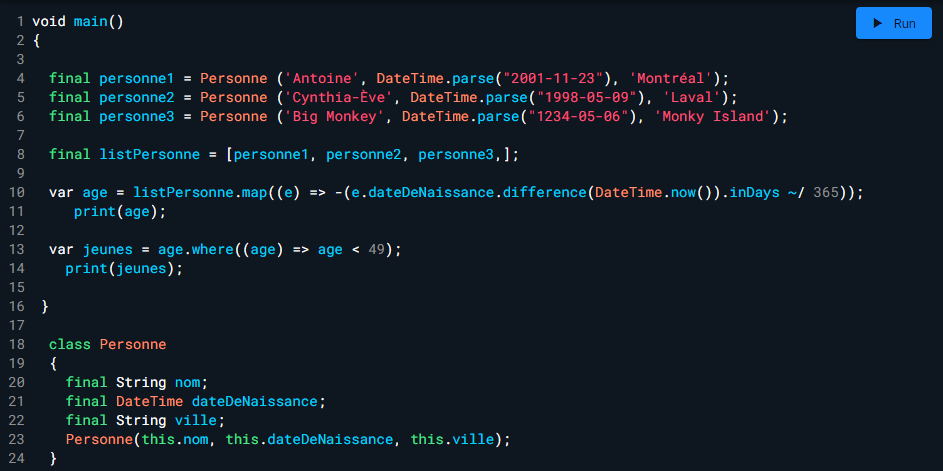 Run
1 void main()
2 {
3
4 final personne1 = Personne ('Antoine', DateTime.parse("2001-11-23"), 'Montréal');
5 final personne2 = Personne ('Cynthia-Ève', DateTime.parse("1998-05-09"), 'Laval');
6 final personne3 = Personne ('Big Monkey', DateTime.parse("1234-05-06"), 'Monky Island');
7
8 final listPersonne = [personne1, personne2, personne3,];
9
10 var age = listPersonne.map((e) => -(e.dateDeNaissance.difference(DateTime.now()).inDays ~/ 365));
11 print(age);
12
13 var jeunes = age.where((age) => age < 49);
14 print(jeunes);
15
16 }
17
18 class Personne
19 {
20 final String nom;
21 final DateTime dateDeNaissance;
22 final String ville;
23 Personne(this.nom, this.dateDeNaissance, this.ville);
24 }